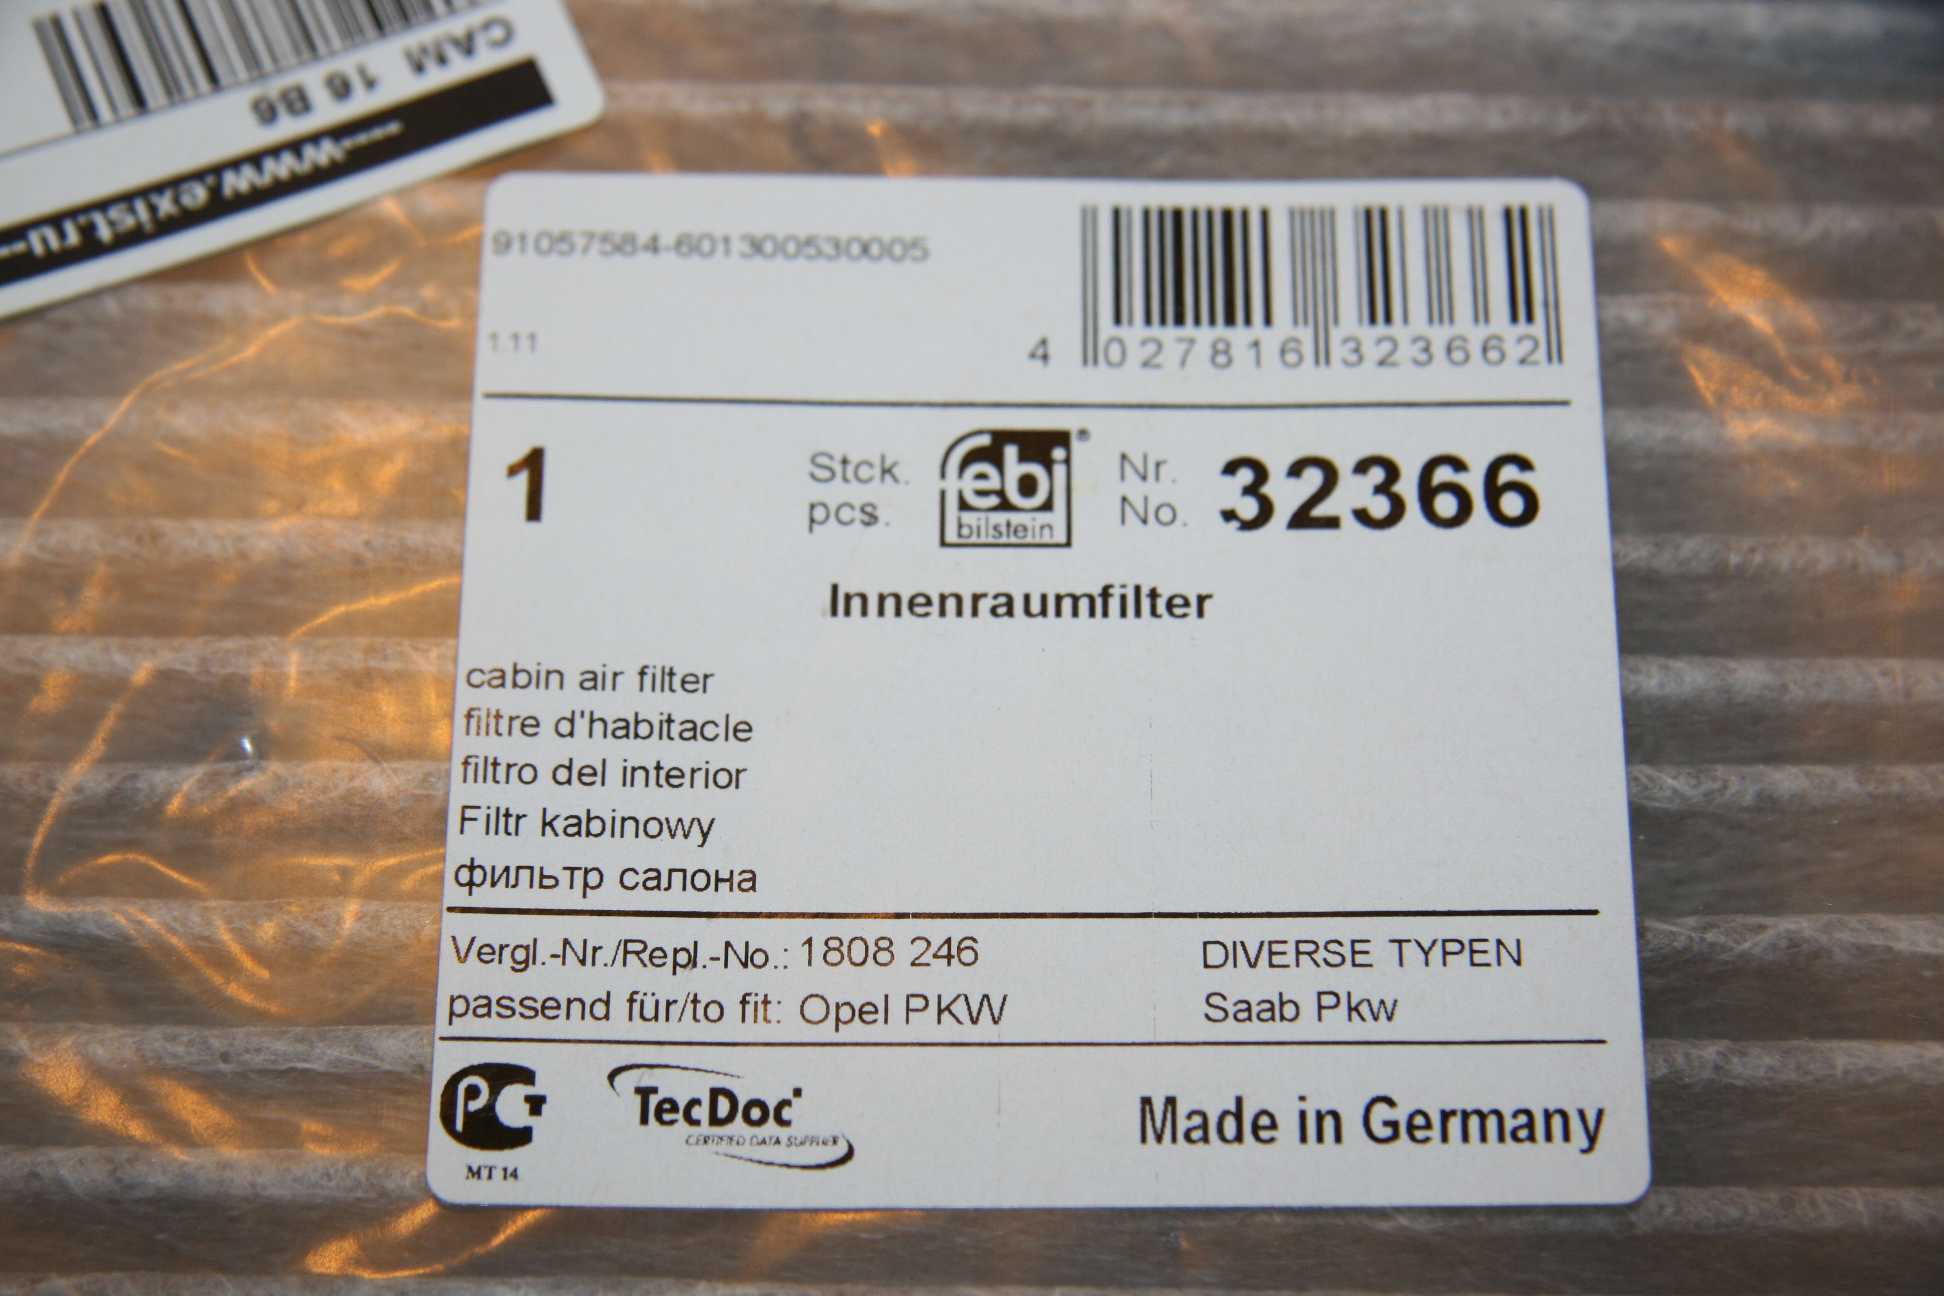 CAM 16 B6
---www.exist.ru--
91057584-601300530005
1.11
4 027816 323662
1 Stck. febi® Nr. 32366
pcs. bilstein No.
Innenraumfilter
cabin air filter
filtre d'habitacle
filtro del interior
Filtr kabinowy
фильтр салона
Vergl.-Nr./Repl.-No.: 1808 246 DIVERSE TYPEN
passend für/to fit: Opel PKW Saab Pkw
РСТ TecDoc Made in Germany
CERTIFIED DATA SUPPLIER
MT 14